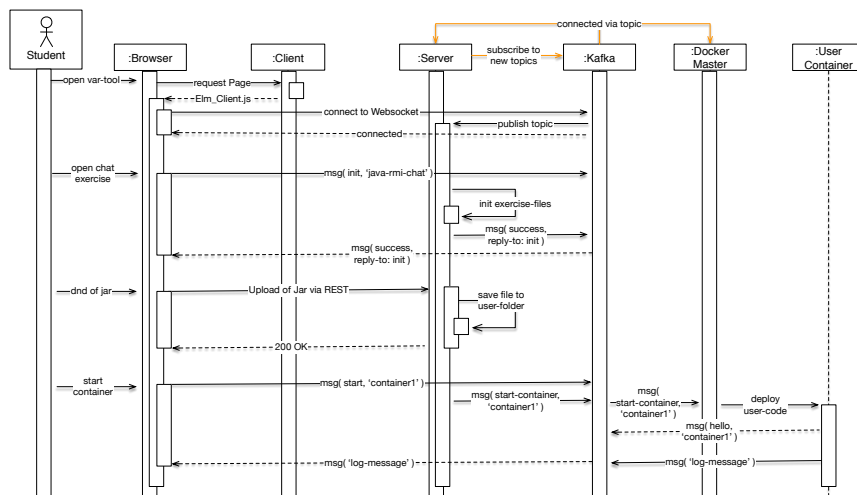 connected via topic
Student
:Browser
:Client
:Server
subscribe to
new topics
:Kafka
:Docker
Master
:User
Container
open var-tool
request Page
Elm_Client.js
connect to Websocket
publish topic
connected
open chat
exercise
msg( init, 'java-rmi-chat' )
init exercise-files
msg( success,
reply-to: init )
msg( success,
reply-to: init )
dnd of jar
Upload of Jar via REST
save file to
user-folder
200 OK
start
container
msg( start, 'container1' )
msg( start-container,
'container1' )
msg(
start-container,
'container1' )
deploy
user-code
msg( hello,
'container1' )
msg( 'log-message' )
msg( 'log-message' )